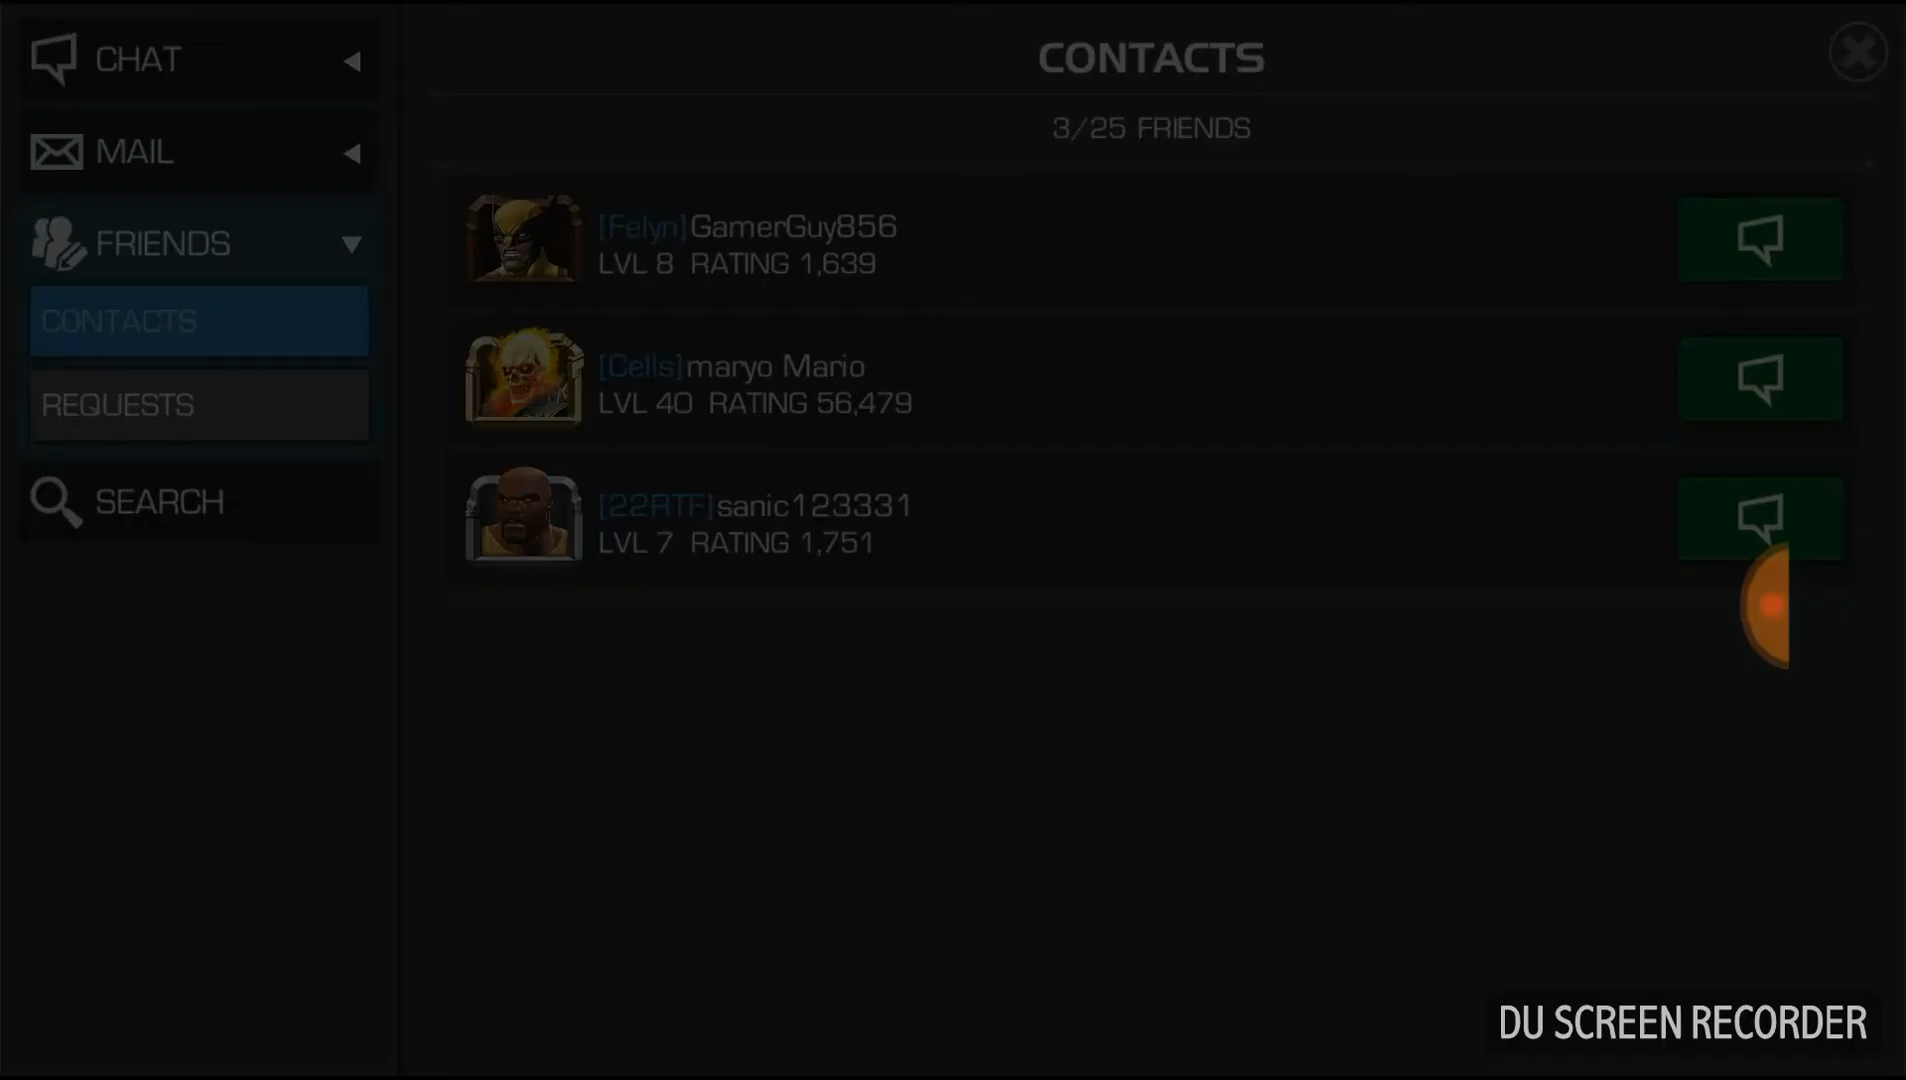 CHAT
MAIL
FRIENDS
CONTACTS
REQUESTS
SEARCH
CONTACTS
3/25 FRIENDS
[Felyn]GamerGuy856
LVL 8 RATING 1,639
[Cells]maryo Mario
LVL 40 RATING 56,479
[22RTF]sanic123331
LVL 7 RATING 1,751
DU SCREEN RECORDER